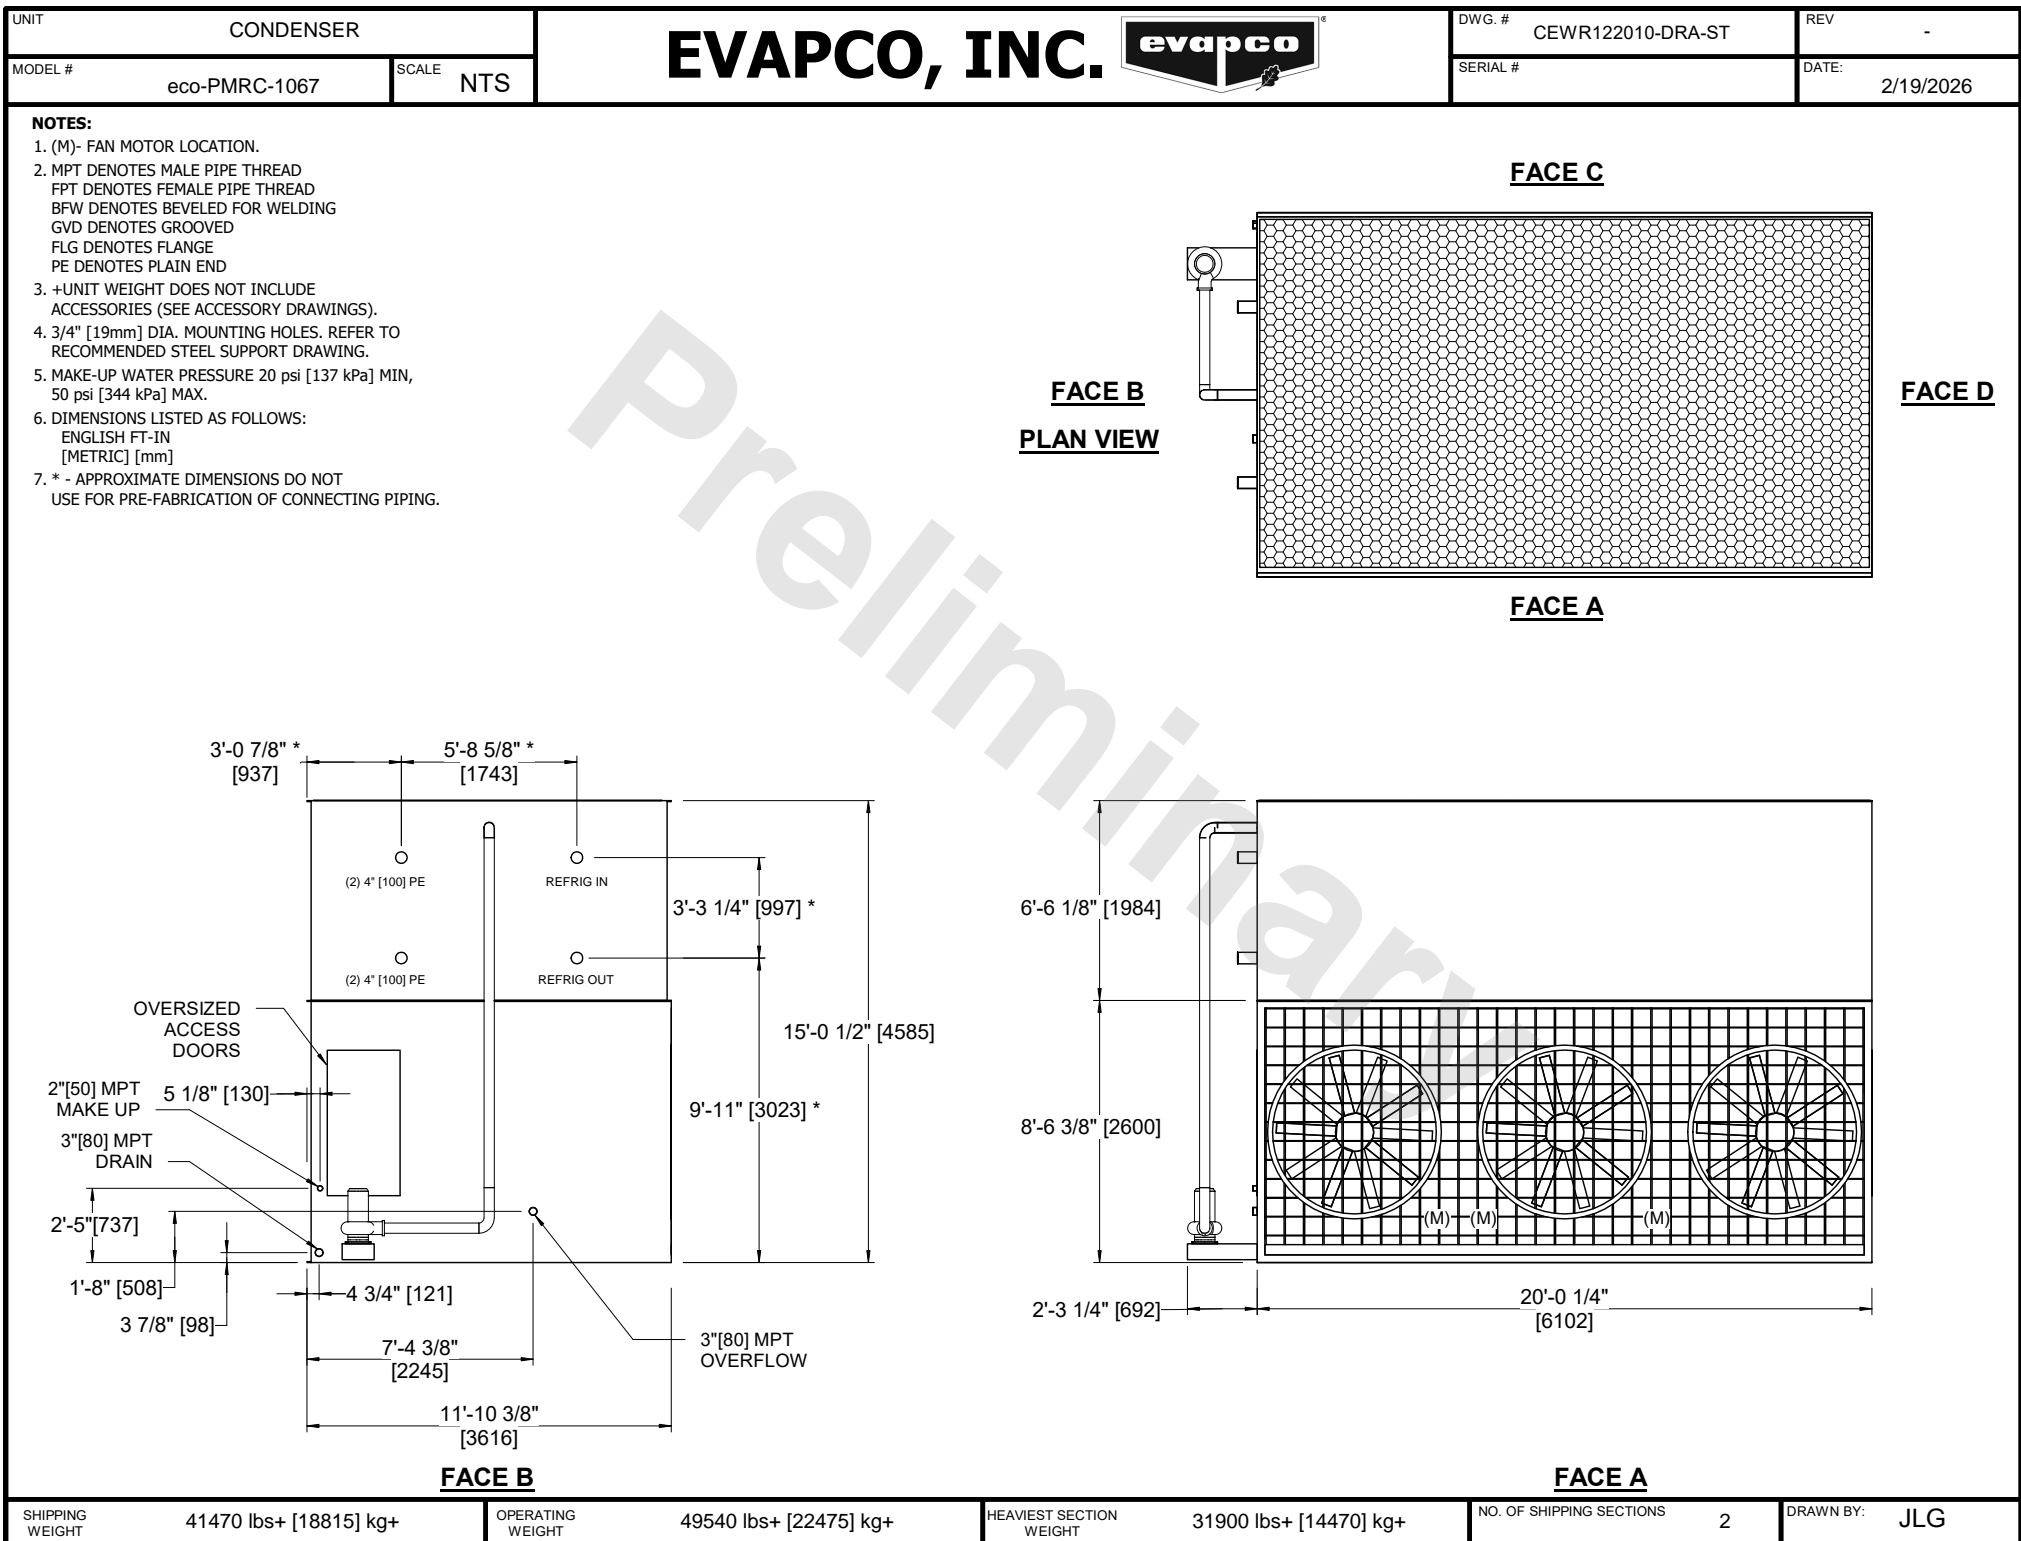 UNIT
CONDENSER
MODEL #
eco-PMRC-1067
SCALE
NTS
EVAPCO, INC.
evapco
®
DWG. #
CEWR122010-DRA-ST
REV
-
SERIAL #
DATE:
2/19/2026
NOTES:
1. (M)- FAN MOTOR LOCATION.
2. MPT DENOTES MALE PIPE THREAD
FPT DENOTES FEMALE PIPE THREAD
BFW DENOTES BEVELED FOR WELDING
GVD DENOTES GROOVED
FLG DENOTES FLANGE
PE DENOTES PLAIN END
3. +UNIT WEIGHT DOES NOT INCLUDE
ACCESSORIES (SEE ACCESSORY DRAWINGS).
4. 3/4" [19mm] DIA. MOUNTING HOLES. REFER TO
RECOMMENDED STEEL SUPPORT DRAWING.
5. MAKE-UP WATER PRESSURE 20 psi [137 kPa] MIN,
50 psi [344 kPa] MAX.
6. DIMENSIONS LISTED AS FOLLOWS:
ENGLISH FT-IN
[METRIC] [mm]
7. * - APPROXIMATE DIMENSIONS DO NOT
USE FOR PRE-FABRICATION OF CONNECTING PIPING.
FACE C
FACE B
PLAN VIEW
FACE D
FACE A
Preliminary
3'-0 7/8" *
[937]
5'-8 5/8" *
[1743]
(2) 4" [100] PE
REFRIG IN
3'-3 1/4" [997] *
(2) 4" [100] PE
REFRIG OUT
OVERSIZED
ACCESS
DOORS
15'-0 1/2" [4585]
2"[50] MPT
MAKE UP
5 1/8" [130]
9'-11" [3023] *
3"[80] MPT
DRAIN
2'-5"[737]
1'-8" [508]
4 3/4" [121]
3 7/8" [98]
7'-4 3/8"
[2245]
3"[80] MPT
OVERFLOW
11'-10 3/8"
[3616]
FACE B
6'-6 1/8" [1984]
8'-6 3/8" [2600]
(M)
(M)
(M)
2'-3 1/4" [692]
20'-0 1/4"
[6102]
FACE A
SHIPPING
WEIGHT
41470 lbs+ [18815] kg+
OPERATING
WEIGHT
49540 lbs+ [22475] kg+
HEAVIEST SECTION
WEIGHT
31900 lbs+ [14470] kg+
NO. OF SHIPPING SECTIONS
2
DRAWN BY:
JLG